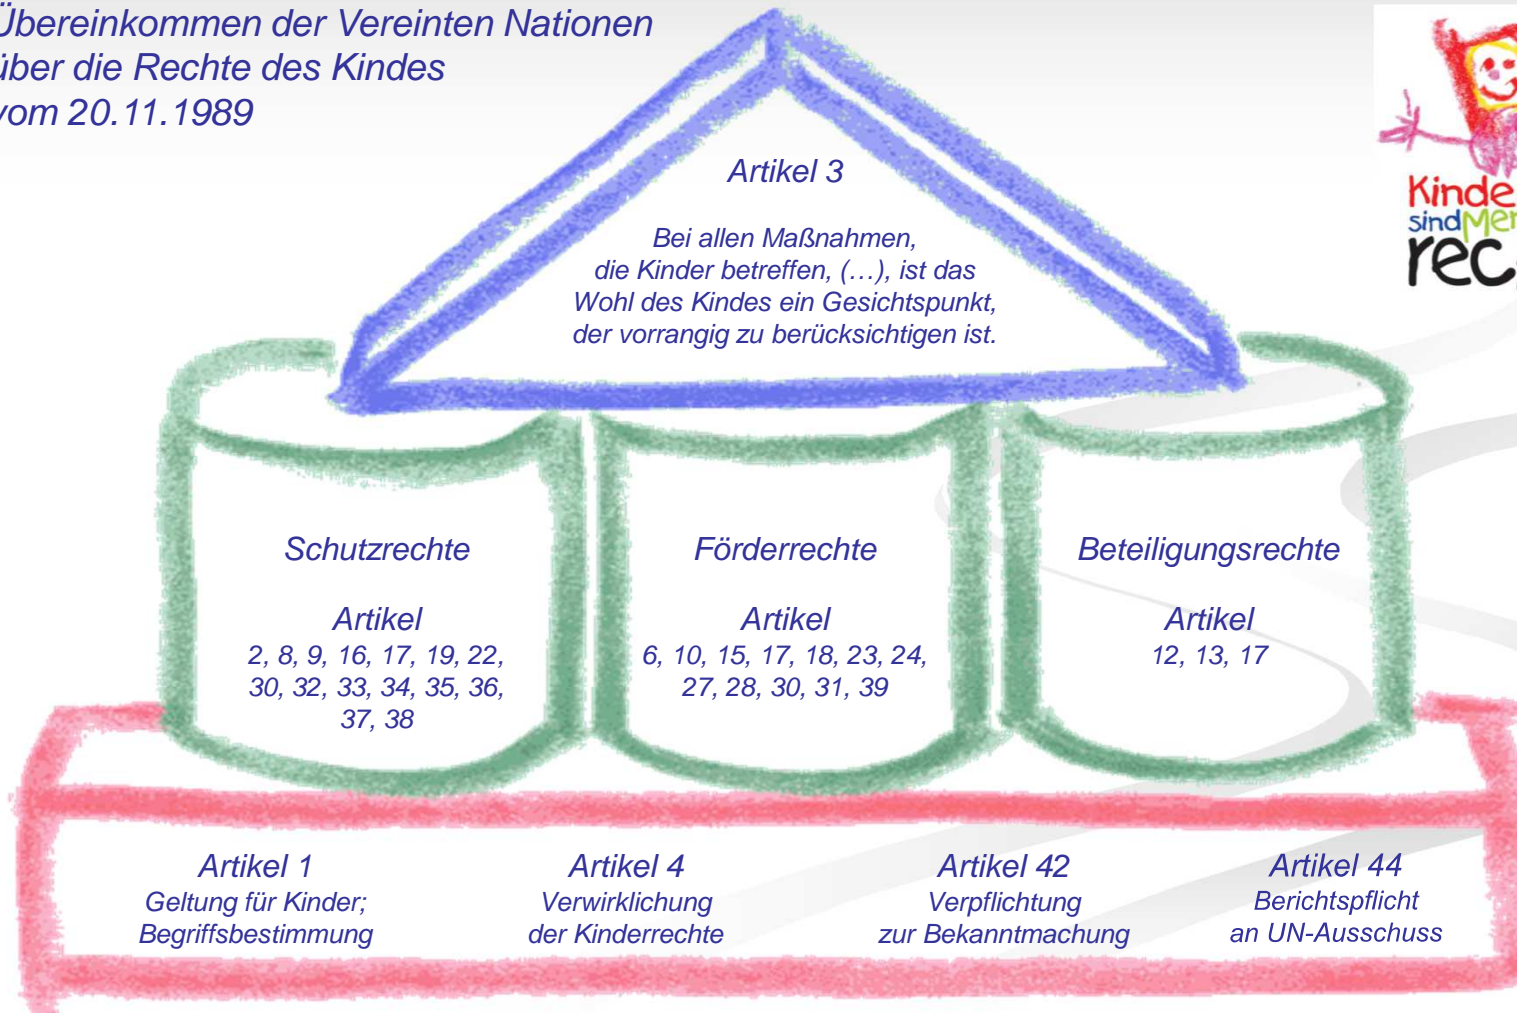 Übereinkommen der Vereinten Nationen
über die Rechte des Kindes
vom 20.11.1989
Artikel 3
Bei allen Maßnahmen,
die Kinder betreffen, (…), ist das
Wohl des Kindes ein Gesichtspunkt,
der vorrangig zu berücksichtigen ist.
Schutzrechte
Artikel
2, 8, 9, 16, 17, 19, 22,
30, 32, 33, 34, 35, 36,
37, 38
Förderrechte
Artikel
6, 10, 15, 17, 18, 23, 24,
27, 28, 30, 31, 39
Beteiligungsrechte
Artikel
12, 13, 17
Artikel 1
Geltung für Kinder;
Begriffsbestimmung
Artikel 4
Verwirklichung
der Kinderrechte
Artikel 42
Verpflichtung
zur Bekanntmachung
Artikel 44
Berichtspflicht
an UN-Ausschuss
sind